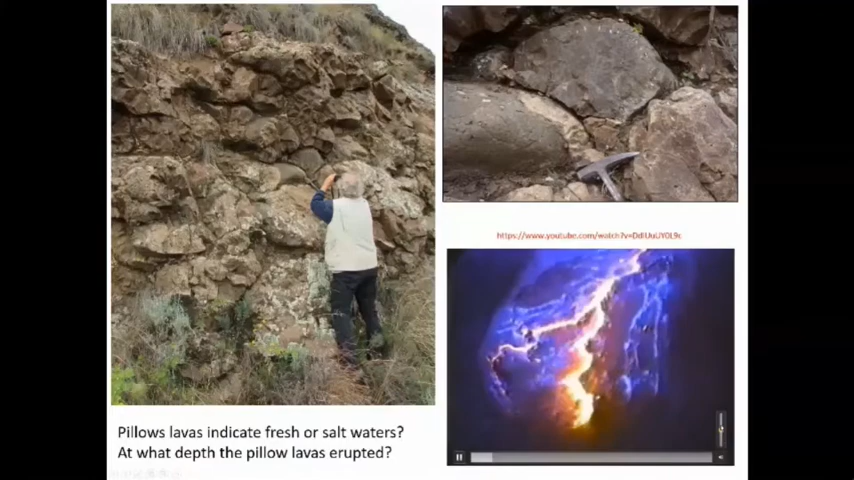 https://www.youtube.com/watch?v=DdIUuUY0L9c
Pillows lavas indicate fresh or salt waters?
At what depth the pillow lavas erupted?